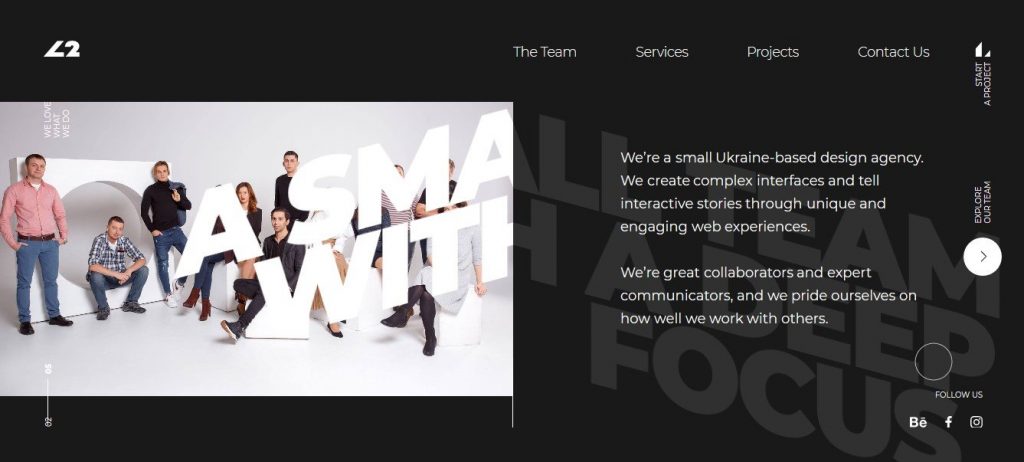 The Team
Services
Projects
Contact Us
START
A PROJECT
WE LOVE
WHAT
WE DO
A SMALL TEAM
WITH A DEEP
FOCUS
We’re a small Ukraine-based design agency.
We create complex interfaces and tell
interactive stories through unique and
engaging web experiences.
We’re great collaborators and expert
communicators, and we pride ourselves on
how well we work with others.
EXPLORE
OUR TEAM
05
02
FOLLOW US
Bē